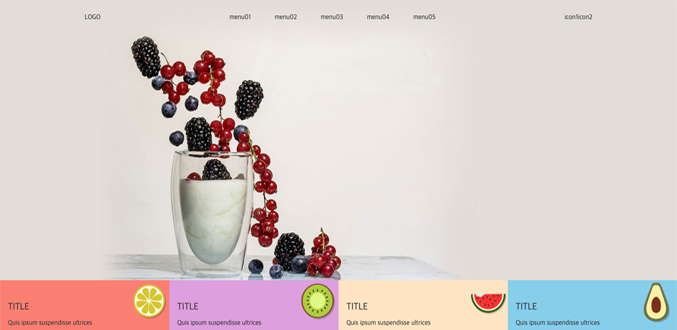 LOGO menu01 menu02 menu03 menu04 menu05 icon1icon2
TITLE TITLE TITLE TITLE
Quis ipsum suspendisse ultrices Quis ipsum suspendisse ultrices Quis ipsum suspendisse ultrices Quis ipsum suspendisse ultrices